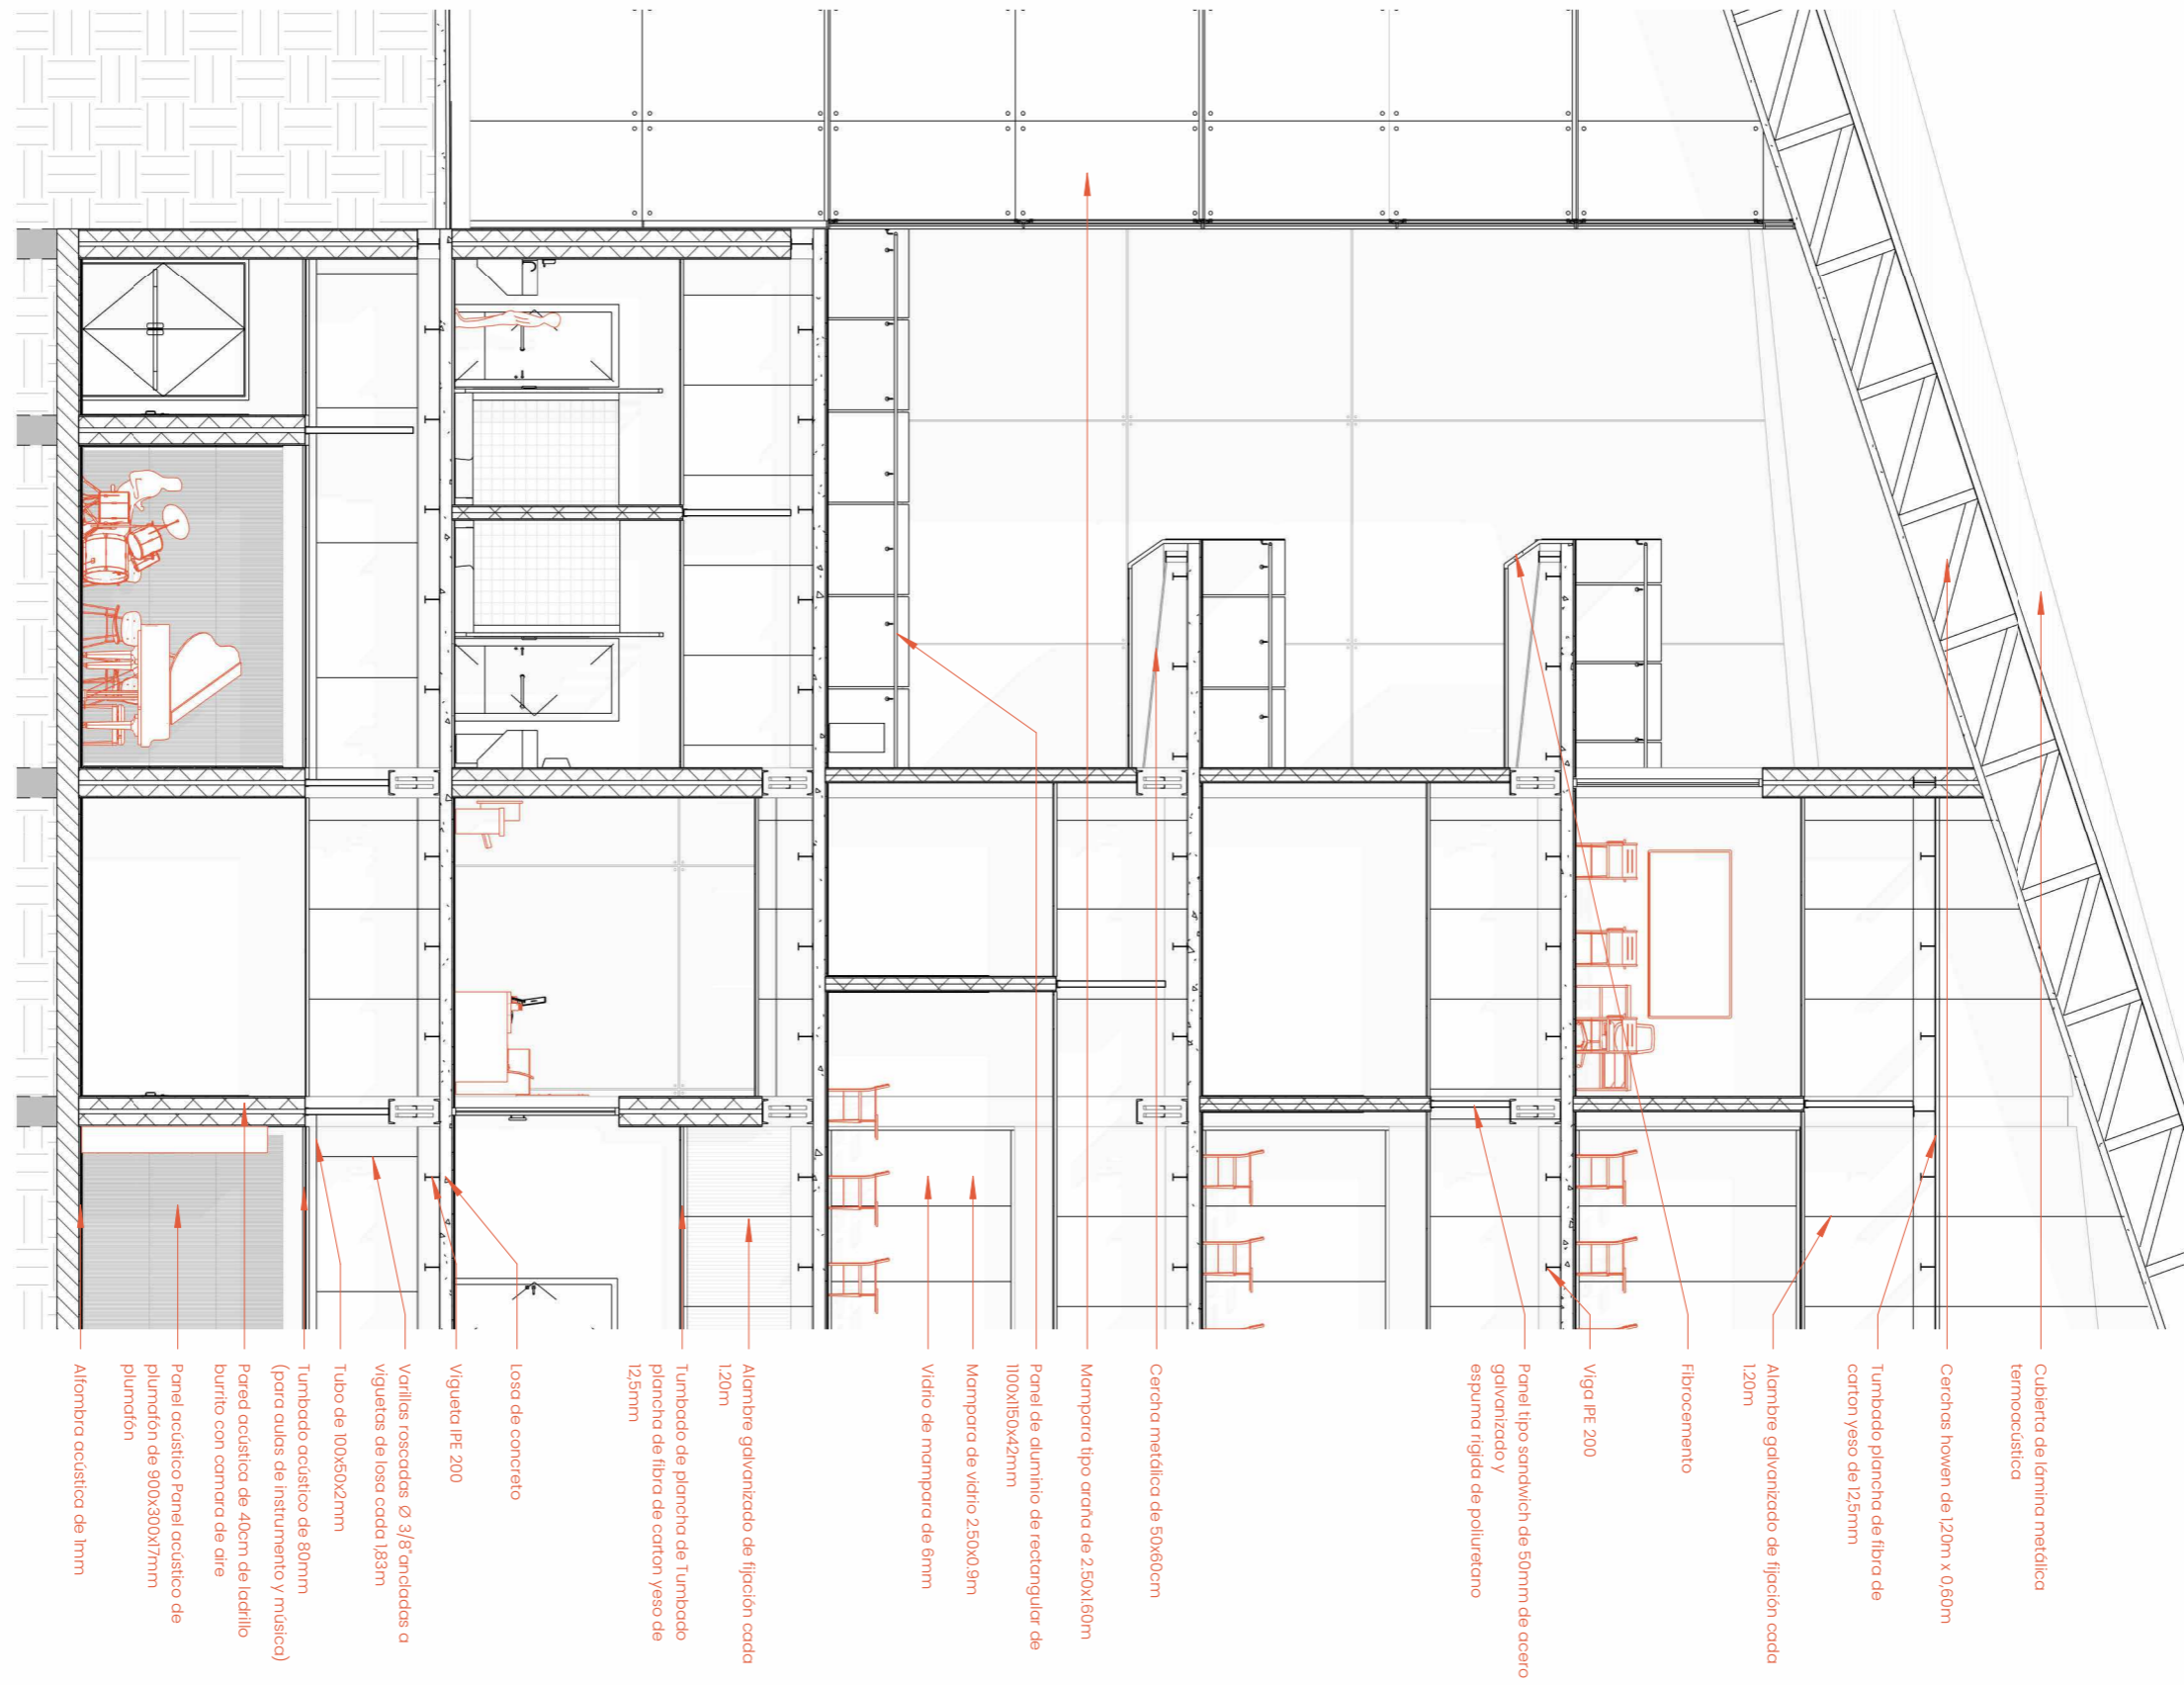 Cubierta de lámina metálica
termoacústica
Cerchas howen de 1,20m x 0,60m
Tumbado plancha de fibra de
carton yeso de 12,5mm
Alambre galvanizado de fijación cada
1.20m
Fibrocemento
Viga IPE 200
Panel tipo sandwich de 50mm de acero
galvanizado y
espuma rigida de poliuretano
Cercha metálica de 50x60cm
Mampara tipo araña de 2.50x1.60m
Panel de aluminio de rectangular de
1100x1150x42mm
Mampara de vidrio 2.50x0.9m
Vidrio de mampara de 6mm
Alambre galvanizado de fijación cada
1.20m
Tumbado de plancha de Tumbado
plancha de fibra de carton yeso de
12,5mm
Losa de concreto
Vigueta IPE 200
Varillas roscadas Ø 3/8" ancladas a
viguetas de losa cada 1,83m
Tubo de 100x50x2mm
Tumbado acústico de 80mm
(para aulas de instrumento y música)
Pared acústica de 40cm de ladrillo
burrito con camara de aire
Panel acústico Panel acústico de
plumafón de 900x300x17mm
plumafón
Alfombra acústica de 1mm